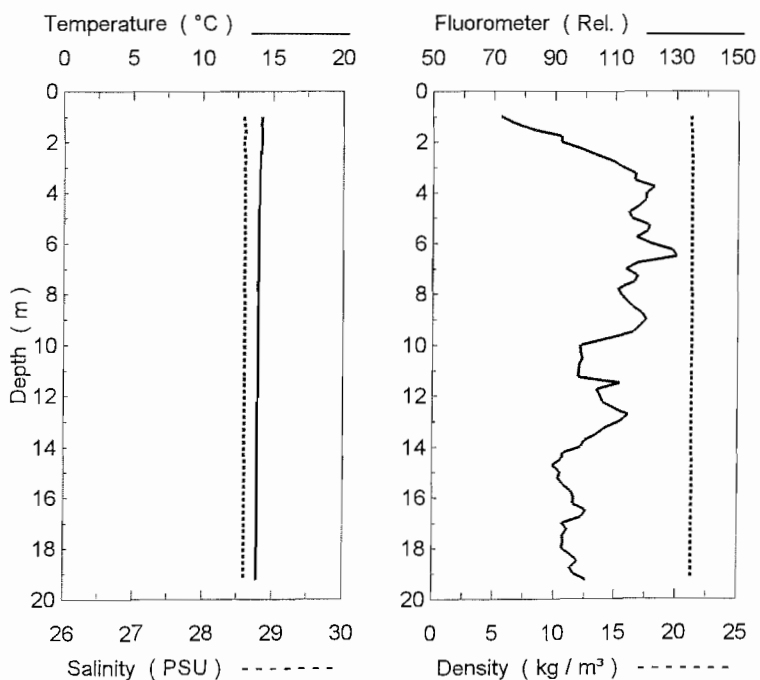 Temperature ( °C )
0 5 10 15 20
Fluorometer ( Rel. )
50 70 90 110 130 150
0
2
4
6
8
10
12
14
16
18
20
Depth ( m )
26 27 28 29 30
Salinity ( PSU )
0
2
4
6
8
10
12
14
16
18
20
0 5 10 15 20 25
Density ( kg / m³ )